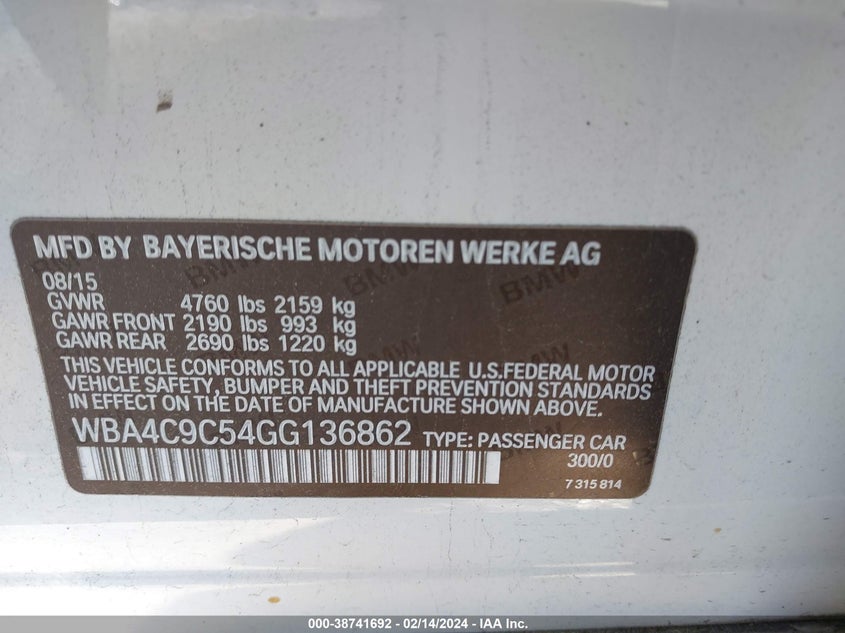 MFD BY BAYERISCHE MOTOREN WERKE AG
08/15
GVWR 4760 lbs 2159 kg
GAWR FRONT 2190 lbs 993 kg
GAWR REAR 2690 lbs 1220 kg
THIS VEHICLE CONFORMS TO ALL APPLICABLE U.S.FEDERAL MOTOR
VEHICLE SAFETY, BUMPER AND THEFT PREVENTION STANDARDS
IN EFFECT ON THE DATE OF MANUFACTURE SHOWN ABOVE.
WBA4C9C54GG136862 TYPE: PASSENGER CAR
300/0
7 315 814
BMW
BMW
BMW
000-38741692 - 02/14/2024 - IAA Inc.